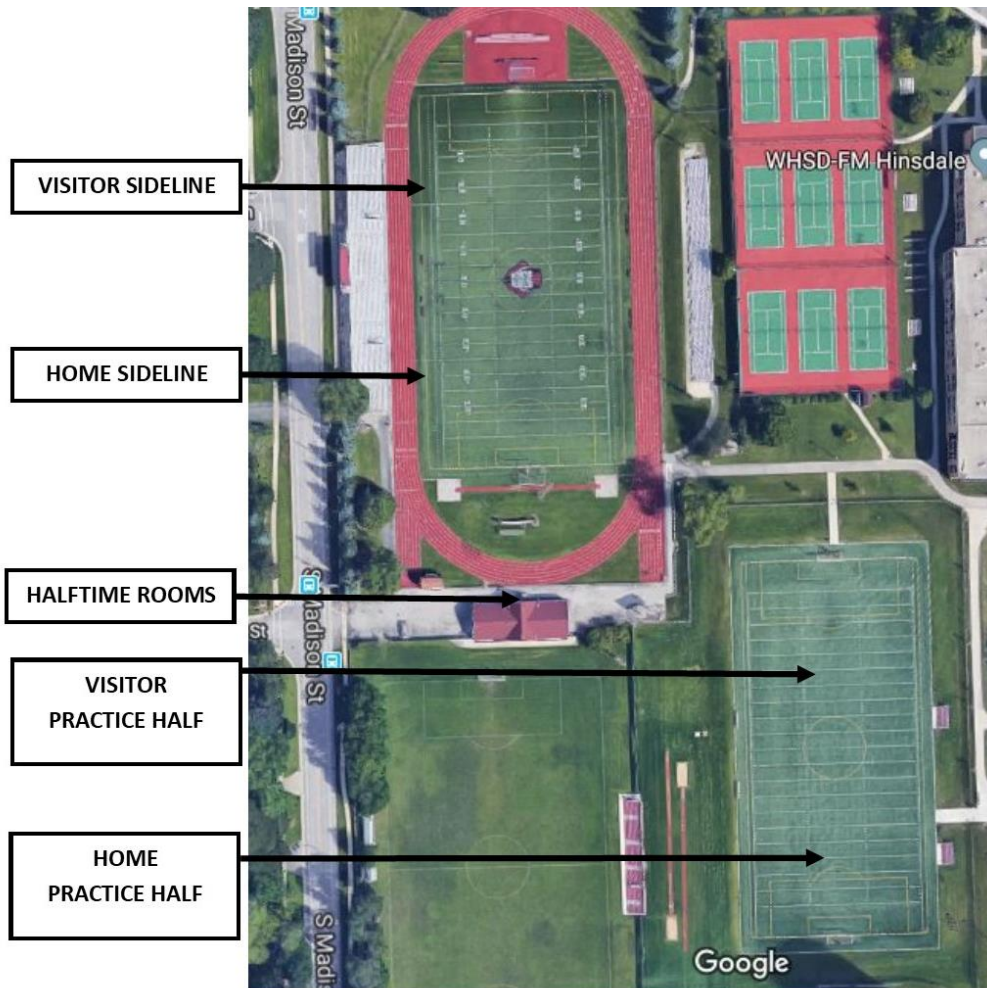 Madison St
VISITOR SIDELINE
WHSD-FM Hinsdale
HOME SIDELINE
HALFTIME ROOMS
St
S Madison St
VISITOR
PRACTICE HALF
HOME
PRACTICE HALF
S Madi
Google